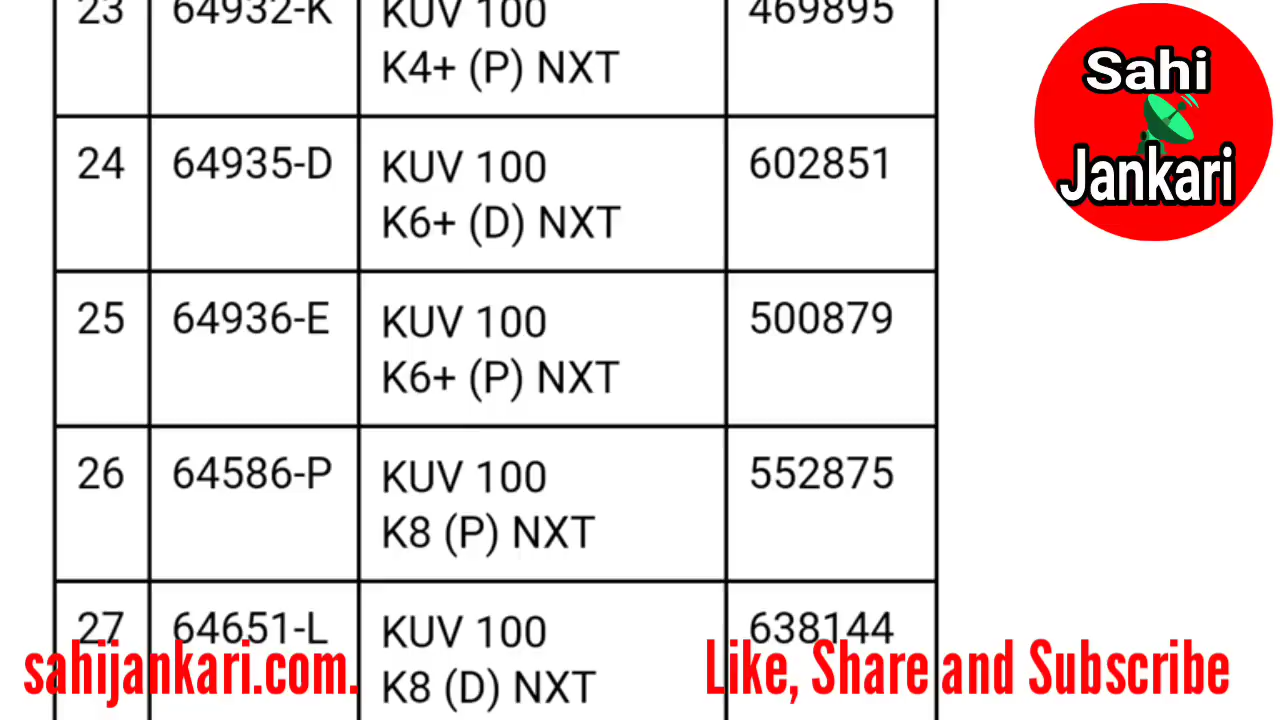 23 64932-K KUV 100 469895
K4+ (P) NXT
24 64935-D KUV 100 602851
K6+ (D) NXT
25 64936-E KUV 100 500879
K6+ (P) NXT
26 64586-P KUV 100 552875
K8 (P) NXT
27 64651-L KUV 100 638144
K8 (D) NXT
Sahi
Jankari
sahijankari.com.
Like, Share and Subscribe